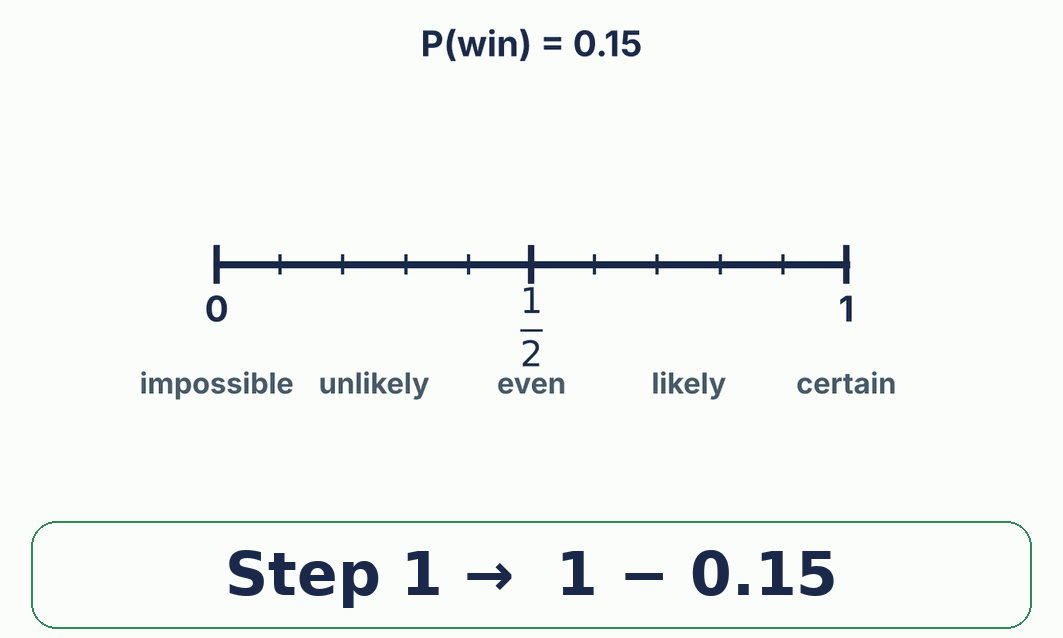 P(win) = 0.15
0
1
2
1
impossible unlikely even likely certain
Step 1 → 1 − 0.15